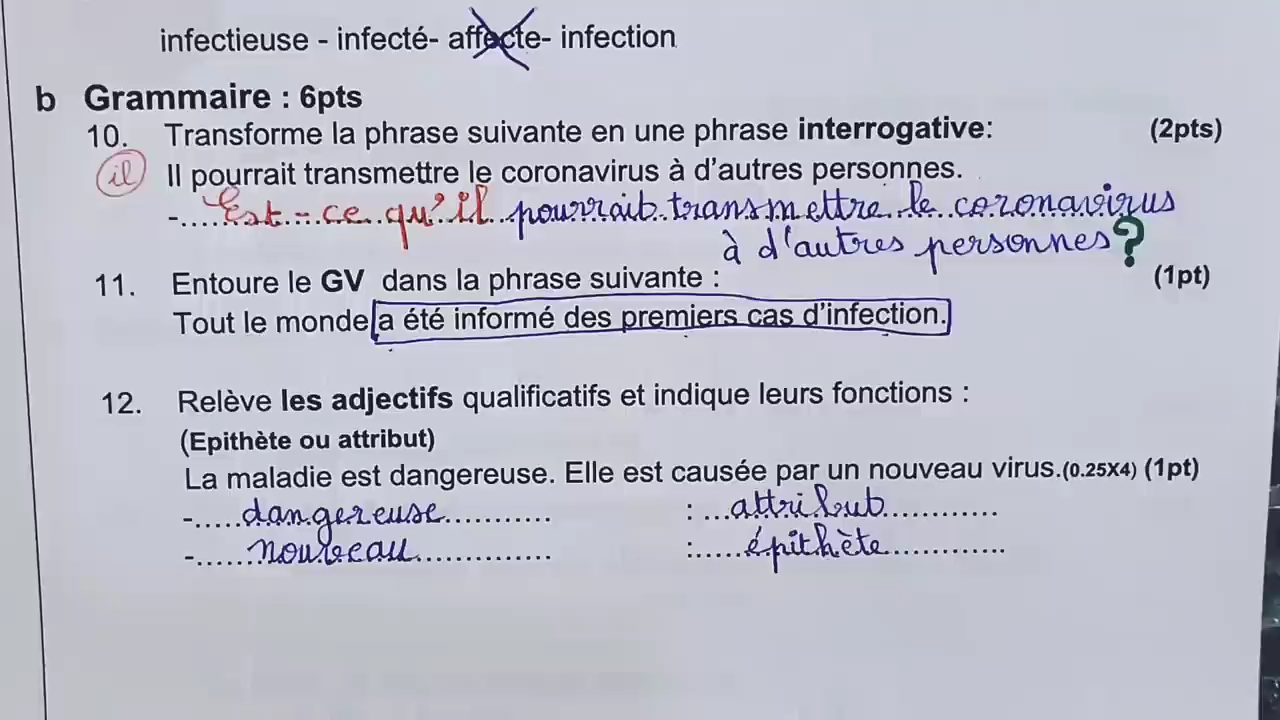 infectieuse - infecté- affecte- infection
b Grammaire : 6pts
10. Transforme la phrase suivante en une phrase interrogative: (2pts)
il Il pourrait transmettre le coronavirus à d'autres personnes.
-....Est-ce qu'il pourrait transmettre le coronavirus
à d'autres personnes ?
11. Entoure le GV dans la phrase suivante : (1pt)
Tout le monde a été informé des premiers cas d'infection.
12. Relève les adjectifs qualificatifs et indique leurs fonctions :
(Epithète ou attribut)
La maladie est dangereuse. Elle est causée par un nouveau virus.(0.25X4) (1pt)
-.....dangereuse............ : ...attribut............
-......nouveau............... :.....épithète............